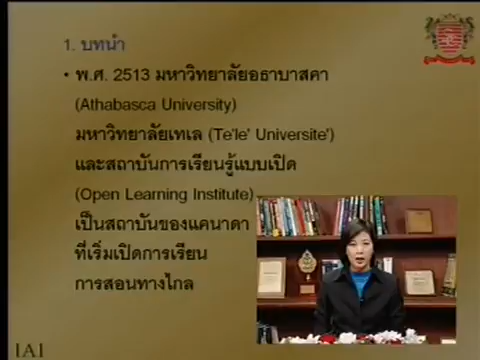 1. บทนำ
• พ.ศ. 2513 มหาวิทยาลัยอธาบาสคา
(Athabasca University)
มหาวิทยาลัยเทเล (Te'le' Universite')
และสถาบันการเรียนรู้แบบเปิด
(Open Learning Institute)
เป็นสถาบันของแคนาดา
ที่เริ่มเปิดการเรียน
การสอนทางไกล
IAI